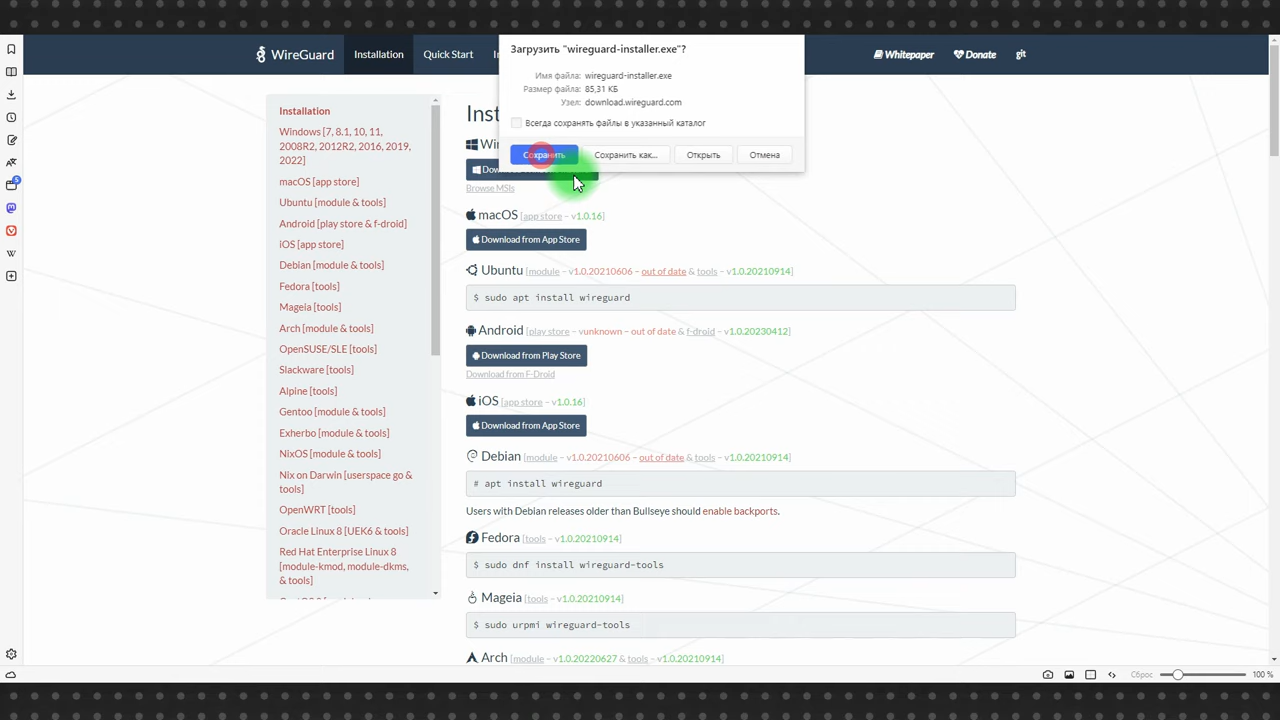 WireGuard
Installation
Quick Start
Whitepaper
Donate
git
Загрузить "wireguard-installer.exe"?
Имя файла: wireguard-installer.exe
Размер файла: 85,31 КБ
Узел: download.wireguard.com
Всегда сохранять файлы в указанный каталог
Сохранить
Сохранить как...
Открыть
Отмена
Installation
Windows [7, 8.1, 10, 11,
2008R2, 2012R2, 2016, 2019,
2022]
macOS [app store]
Ubuntu [module & tools]
Android [play store & f-droid]
iOS [app store]
Debian [module & tools]
Fedora [tools]
Mageia [tools]
Arch [module & tools]
OpenSUSE/SLE [tools]
Slackware [tools]
Alpine [tools]
Gentoo [module & tools]
Exherbo [module & tools]
NixOS [module & tools]
Nix on Darwin [userspace go &
tools]
OpenWRT [tools]
Oracle Linux 8 [UEK6 & tools]
Red Hat Enterprise Linux 8
[module-kmod, module-dkms,
& tools]
Browse MSIs
macOS [app store – v1.0.16]
Download from App Store
Ubuntu [module – v1.0.20210606 – out of date & tools – v1.0.20210914]
$ sudo apt install wireguard
Android [play store – vunknown – out of date & f-droid – v1.0.20230412]
Download from Play Store
Download from F-Droid
iOS [app store – v1.0.16]
Download from App Store
Debian [module – v1.0.20210606 – out of date & tools – v1.0.20210914]
# apt install wireguard
Users with Debian releases older than Bullseye should enable backports.
Fedora [tools – v1.0.20210914]
$ sudo dnf install wireguard-tools
Mageia [tools – v1.0.20210914]
$ sudo urpmi wireguard-tools
Arch [module – v1.0.20220627 & tools – v1.0.20210914]
5
Сброс
100 %